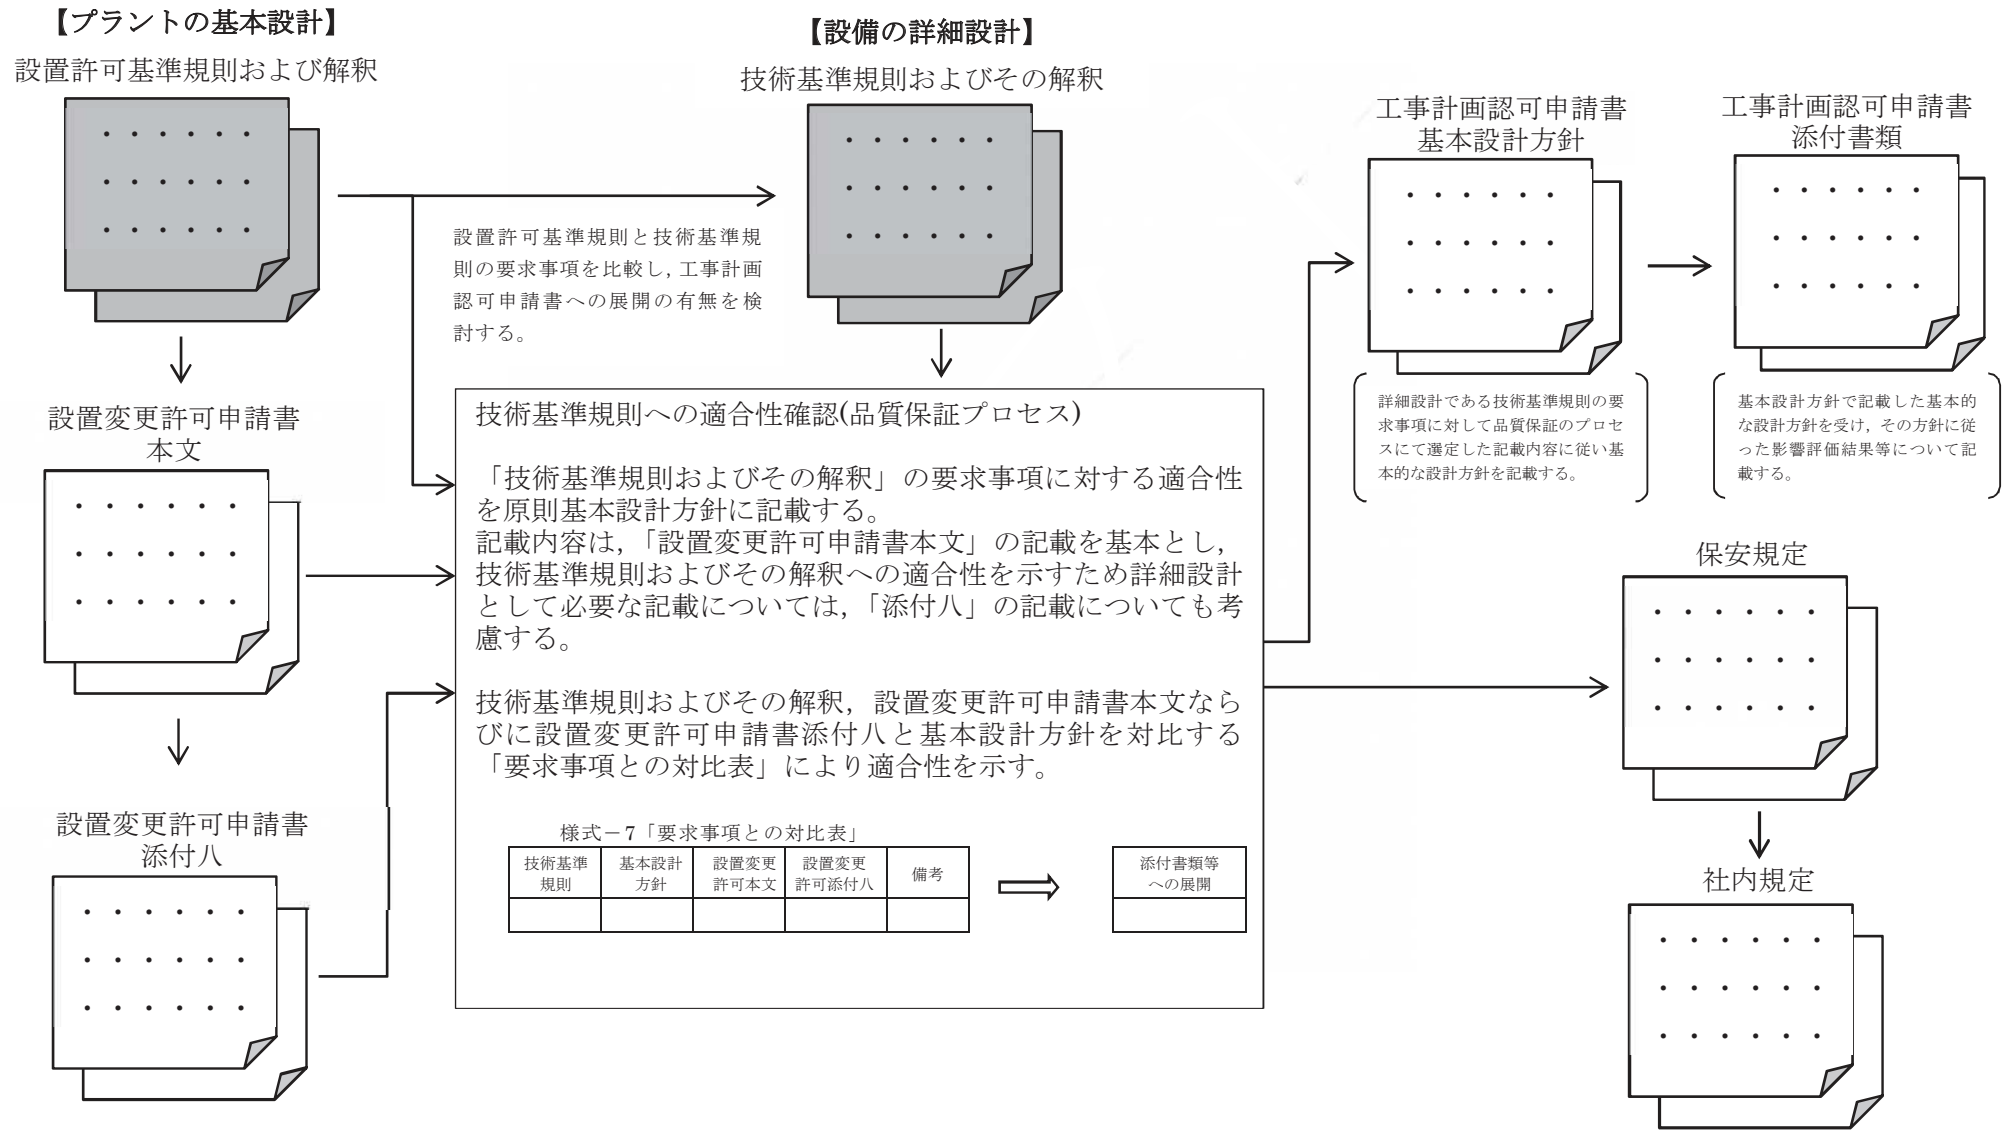 【プラントの基本設計】
設置許可基準規則および解釈
【設備の詳細設計】
技術基準規則およびその解釈
設置許可基準規則と技術基準規
則の要求事項を比較し，工事計画
認可申請書への展開の有無を検
討する。
工事計画認可申請書
基本設計方針
詳細設計である技術基準規則の要
求事項に対して品質保証のプロセ
スにて選定した記載内容に従い基
本的な設計方針を記載する。
工事計画認可申請書
添付書類
基本設計方針で記載した基本的
な設計方針を受け，その方針に従
った影響評価結果等について記
載する。
設置変更許可申請書
本文
設置変更許可申請書
添付八
技術基準規則への適合性確認(品質保証プロセス)
「技術基準規則およびその解釈」の要求事項に対する適合性
を原則基本設計方針に記載する。
記載内容は，「設置変更許可申請書本文」の記載を基本とし，
技術基準規則およびその解釈への適合性を示すため詳細設計
として必要な記載については，「添付八」の記載についても考
慮する。
技術基準規則およびその解釈，設置変更許可申請書本文なら
びに設置変更許可申請書添付八と基本設計方針を対比する
「要求事項との対比表」により適合性を示す。
様式－7「要求事項との対比表」
技術基準
規則
基本設計
方針
設置変更
許可本文
設置変更
許可添付八
備考
添付書類等
への展開
保安規定
社内規定